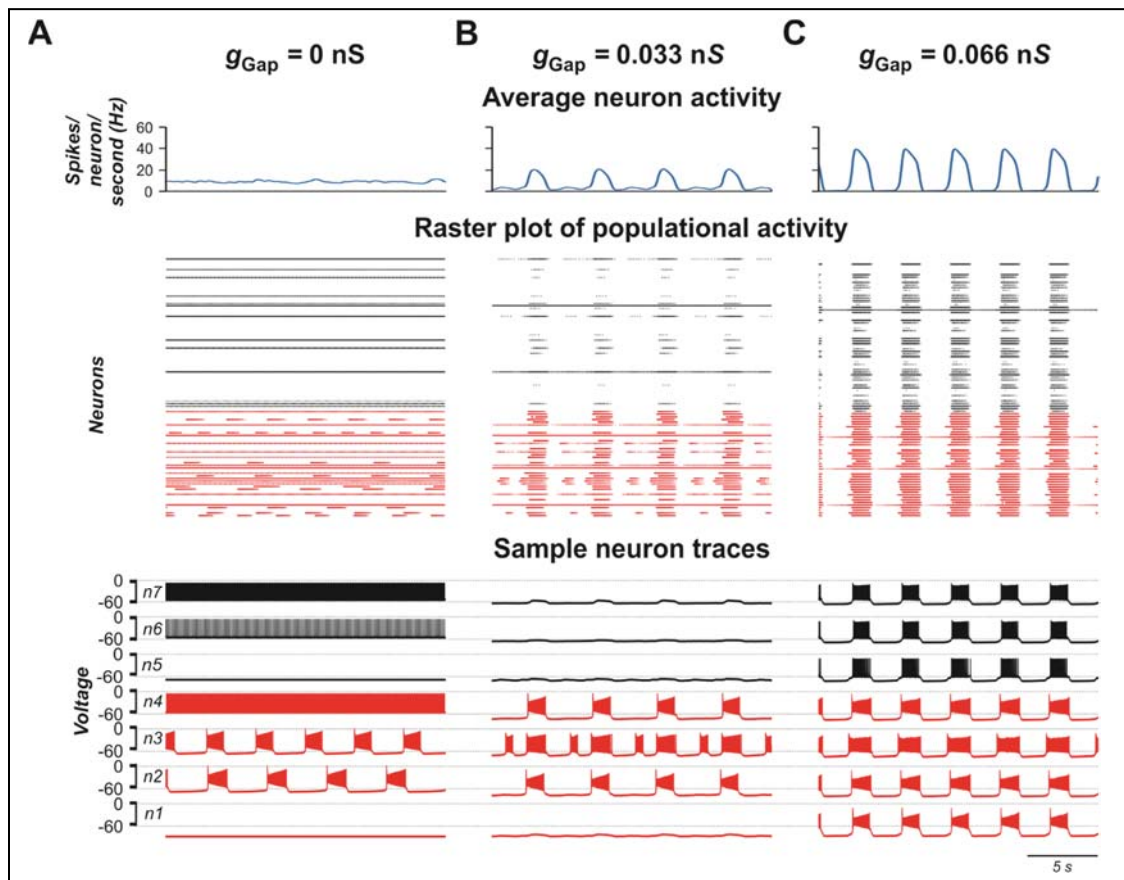 A
B
C
gGap = 0 nS
gGap = 0.033 nS
gGap = 0.066 nS
Average neuron activity
Spikes/
neuron/
second (Hz)
60
40
20
0
Raster plot of populational activity
Neurons
Sample neuron traces
Voltage
0
-60
n7
0
-60
n6
0
-60
n5
0
-60
n4
0
-60
n3
0
-60
n2
0
-60
n1
5 s